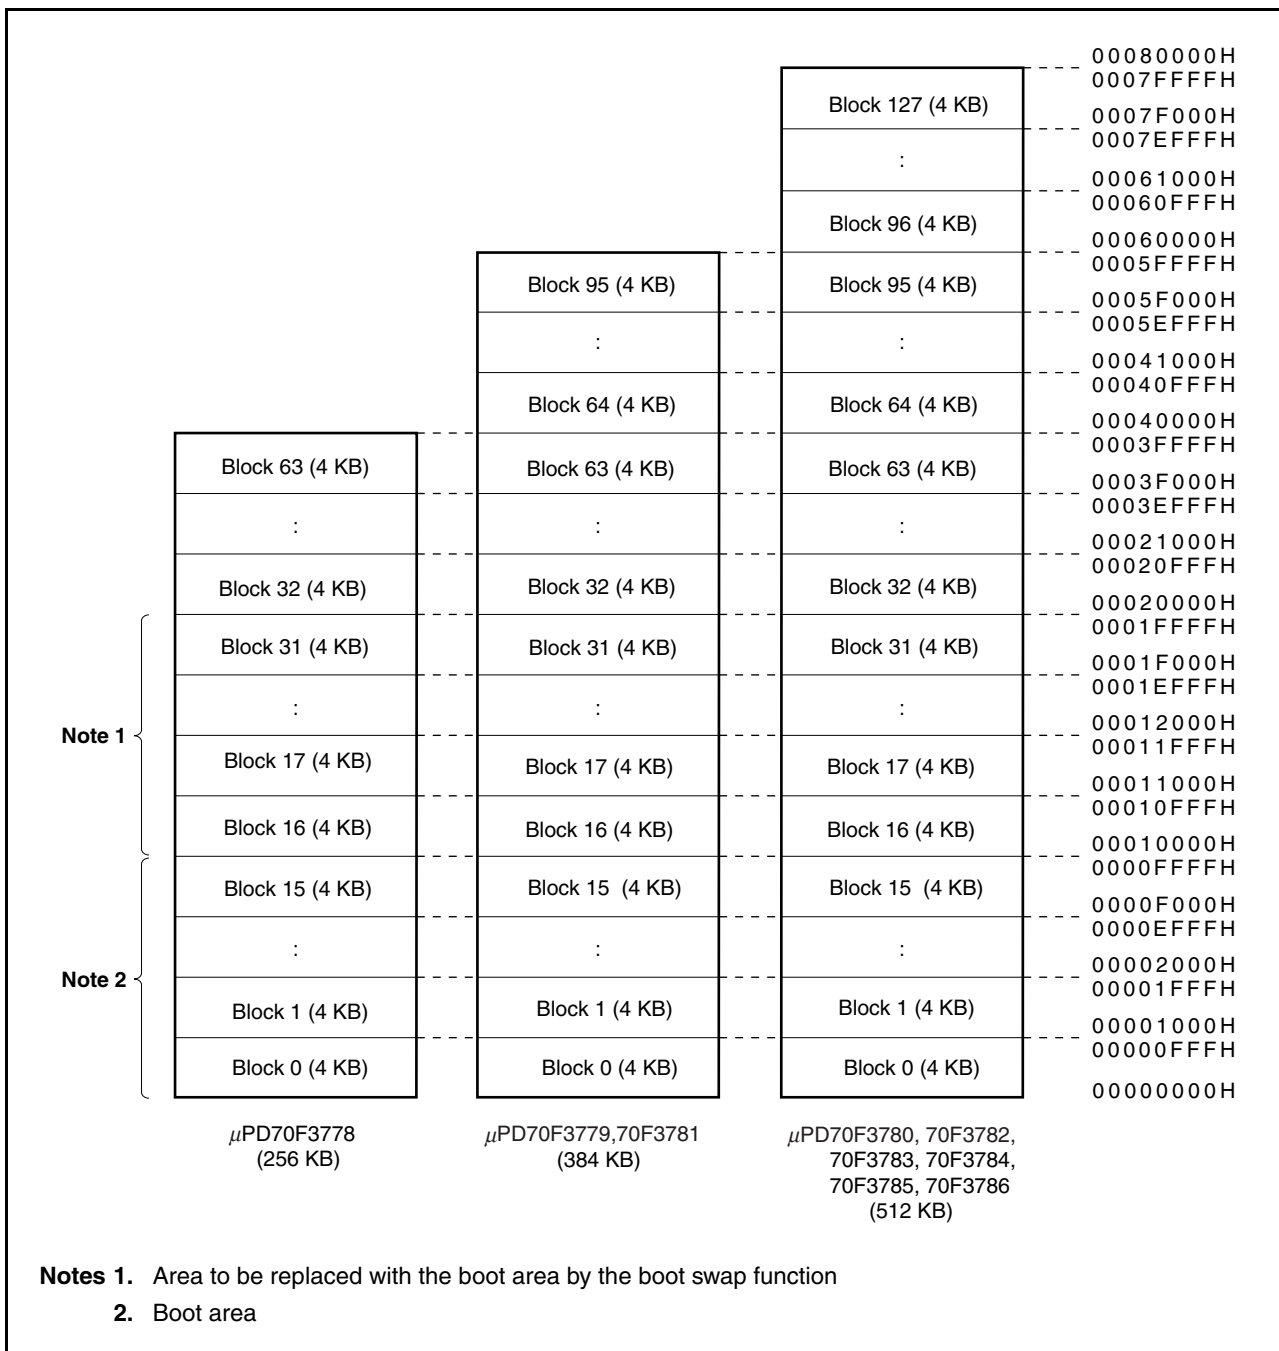 00080000H
0007FFFFH
Block 127 (4 KB)
0007F000H
0007EFFFH
:
00061000H
00060FFFH
Block 96 (4 KB)
00060000H
0005FFFFH
Block 95 (4 KB) Block 95 (4 KB)
0005F000H
0005EFFFH
: :
00041000H
00040FFFH
Block 64 (4 KB) Block 64 (4 KB)
00040000H
0003FFFFH
Block 63 (4 KB) Block 63 (4 KB) Block 63 (4 KB)
0003F000H
0003EFFFH
: : :
00021000H
00020FFFH
Block 32 (4 KB) Block 32 (4 KB) Block 32 (4 KB)
00020000H
0001FFFFH
Block 31 (4 KB) Block 31 (4 KB) Block 31 (4 KB)
0001F000H
0001EFFFH
: : :
Note 1
00012000H
00011FFFH
Block 17 (4 KB) Block 17 (4 KB) Block 17 (4 KB)
00011000H
00010FFFH
Block 16 (4 KB) Block 16 (4 KB) Block 16 (4 KB)
00010000H
0000FFFFH
Block 15 (4 KB) Block 15 (4 KB) Block 15 (4 KB)
0000F000H
0000EFFFH
: : :
Note 2
00002000H
00001FFFH
Block 1 (4 KB) Block 1 (4 KB) Block 1 (4 KB)
00001000H
00000FFFH
Block 0 (4 KB) Block 0 (4 KB) Block 0 (4 KB)
00000000H
μPD70F3778
(256 KB)
μPD70F3779,70F3781
(384 KB)
μPD70F3780, 70F3782,
70F3783, 70F3784,
70F3785, 70F3786
(512 KB)
Notes 1. Area to be replaced with the boot area by the boot swap function
2. Boot area